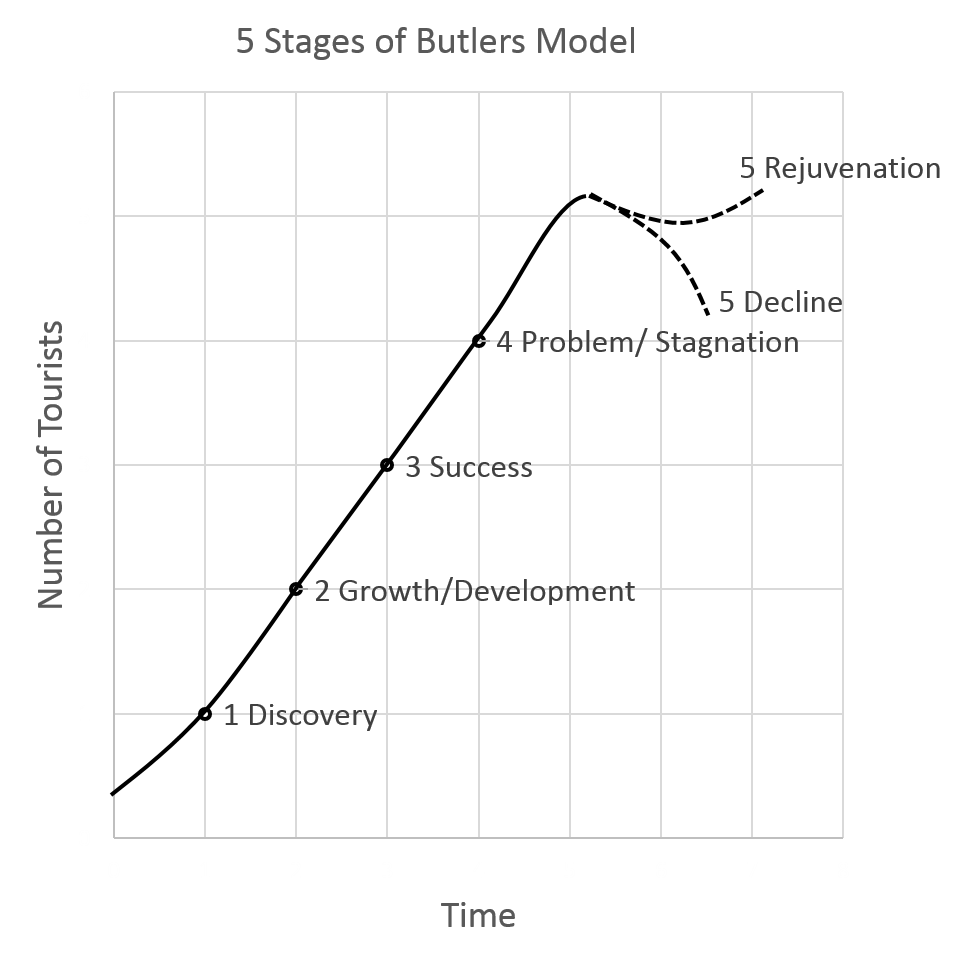 5 Stages of Butlers Model
5 Rejuvenation
5 Decline
4 Problem/ Stagnation
3 Success
2 Growth/Development
1 Discovery
Number of Tourists
Time